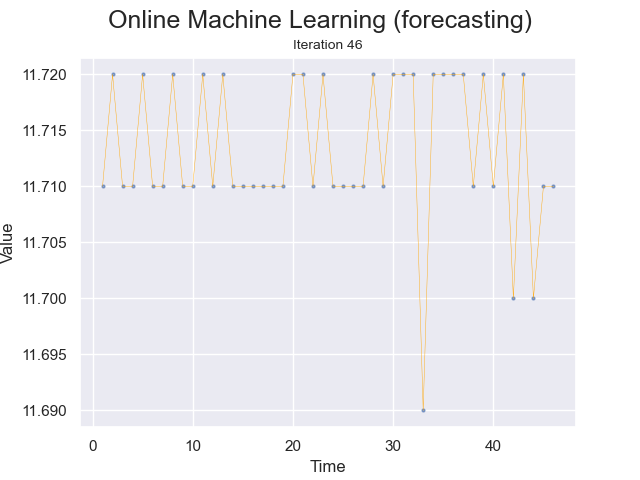 Online Machine Learning (forecasting)
Iteration 46
11.720
11.715
11.710
11.705
11.700
11.695
11.690
Value
0 10 20 30 40
Time